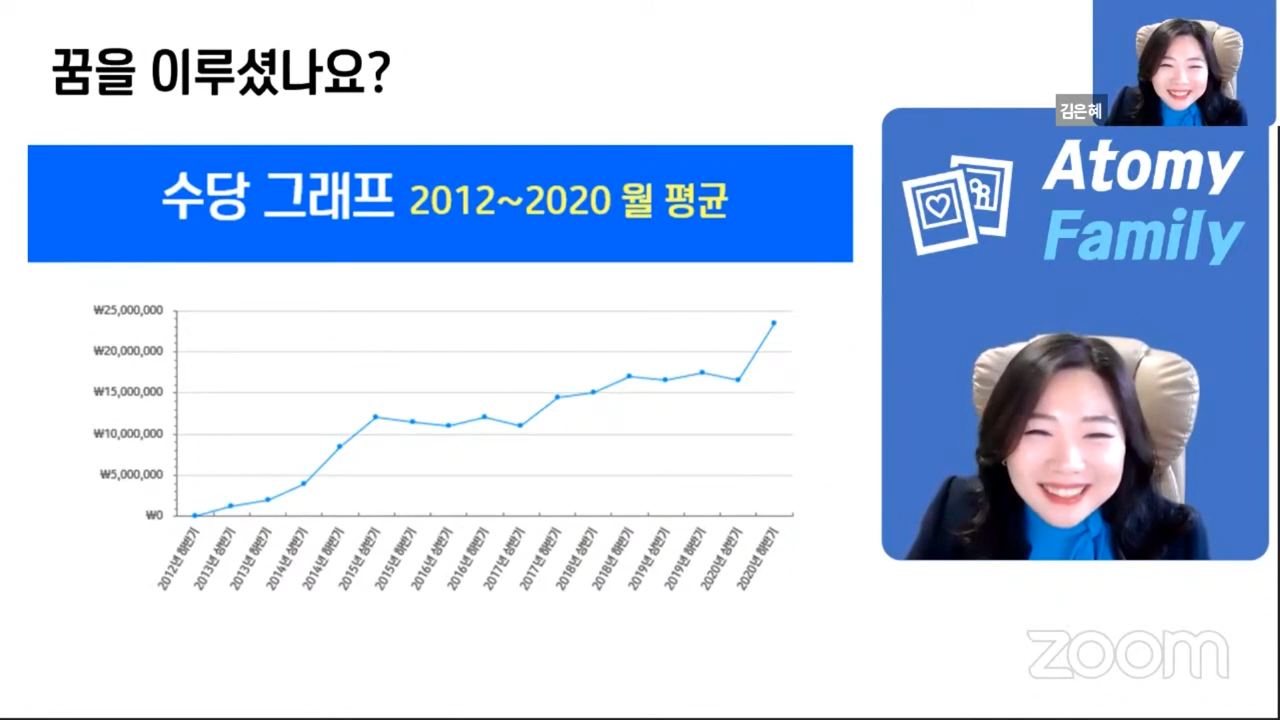 꿈을 이루셨나요?
김은혜
수당 그래프 2012~2020 월 평균
Atomy
Family
₩25,000,000
₩20,000,000
₩15,000,000
₩10,000,000
₩5,000,000
₩0
2012년 하반기
2013년 상반기
2013년 하반기
2014년 상반기
2014년 하반기
2015년 상반기
2015년 하반기
2016년 상반기
2016년 하반기
2017년 상반기
2017년 하반기
2018년 상반기
2018년 하반기
2019년 상반기
2019년 하반기
2020년 상반기
2020년 하반기
zoom